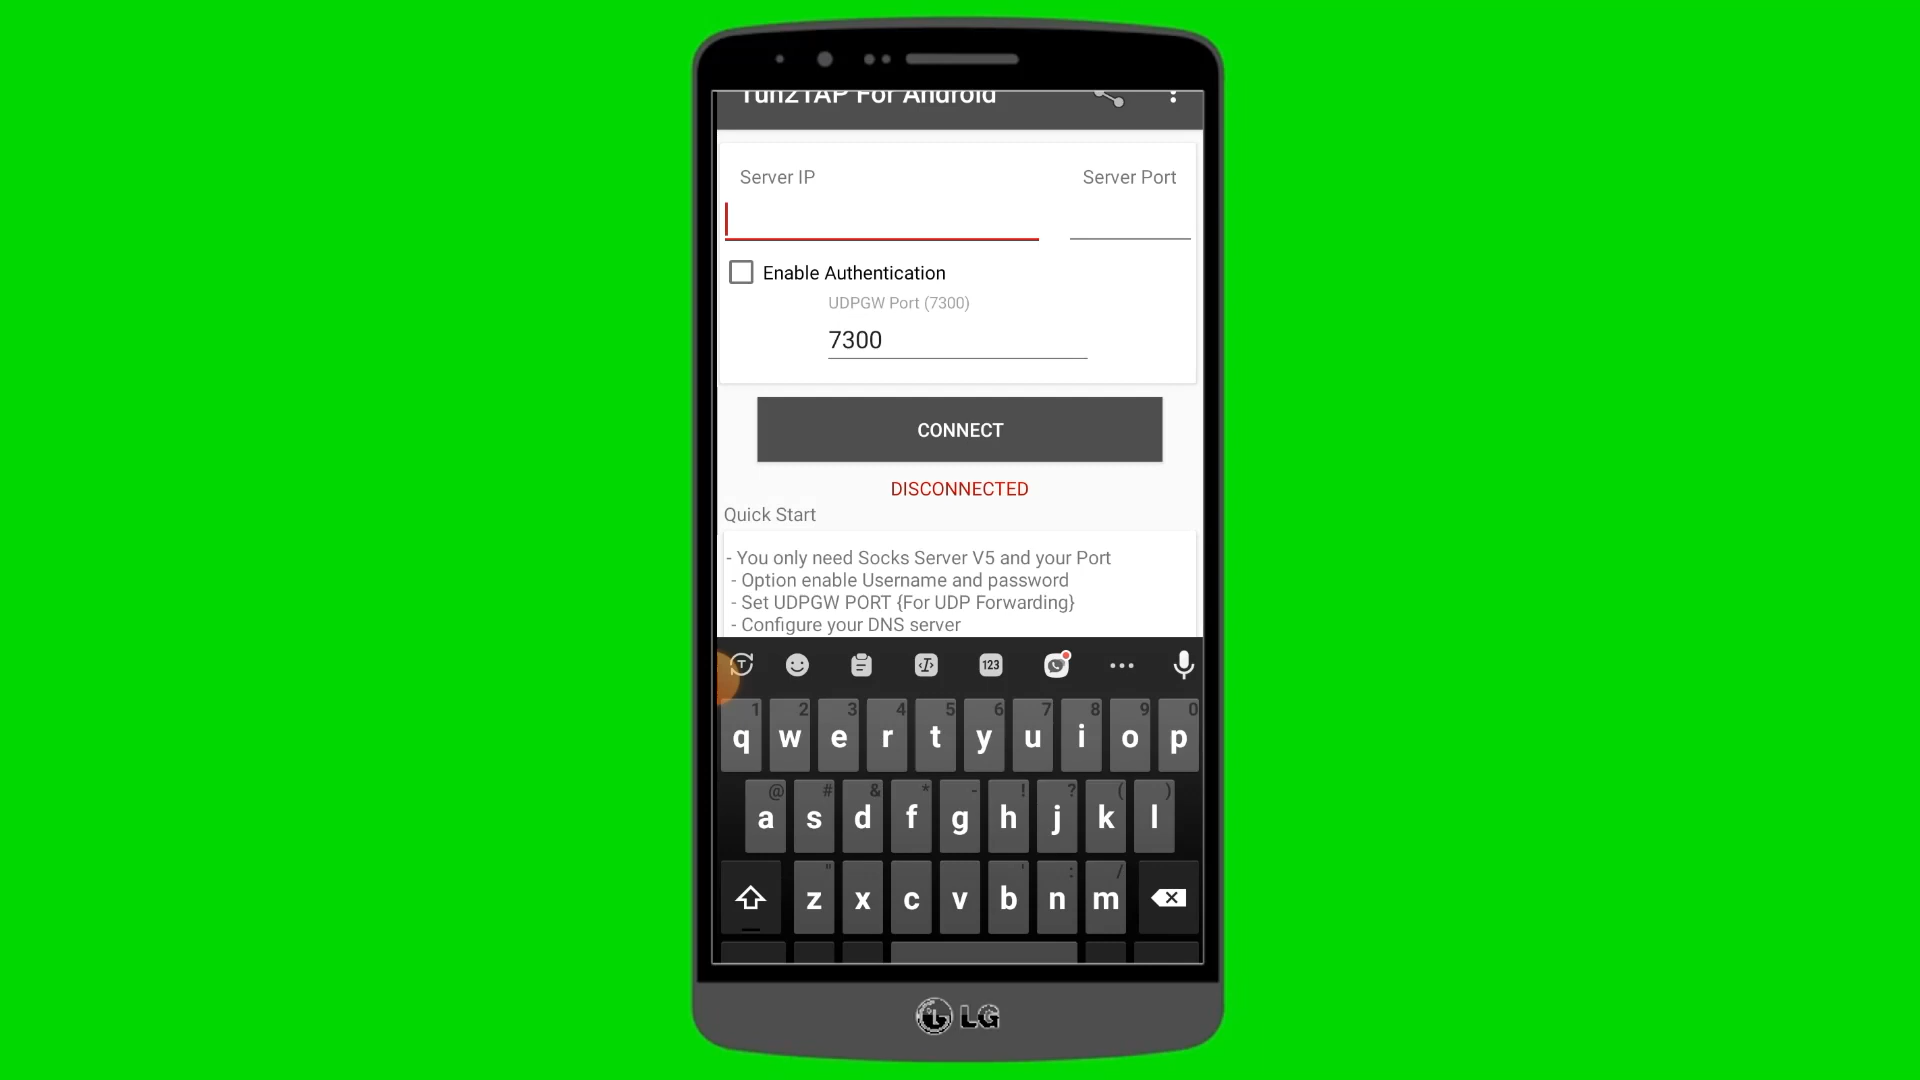 Tun2TAP For Android
Server IP
Server Port
Enable Authentication
UDPGW Port (7300)
7300
CONNECT
DISCONNECTED
Quick Start
- You only need Socks Server V5 and your Port
- Option enable Username and password
- Set UDPGW PORT {For UDP Forwarding}
- Configure your DNS server
T 123
1 2 3 4 5 6 7 8 9 0
q w e r t y u i o p
@ # & * - ! ? ( )
a s d f g h j k l
" ' : /
z x c v b n m
LG